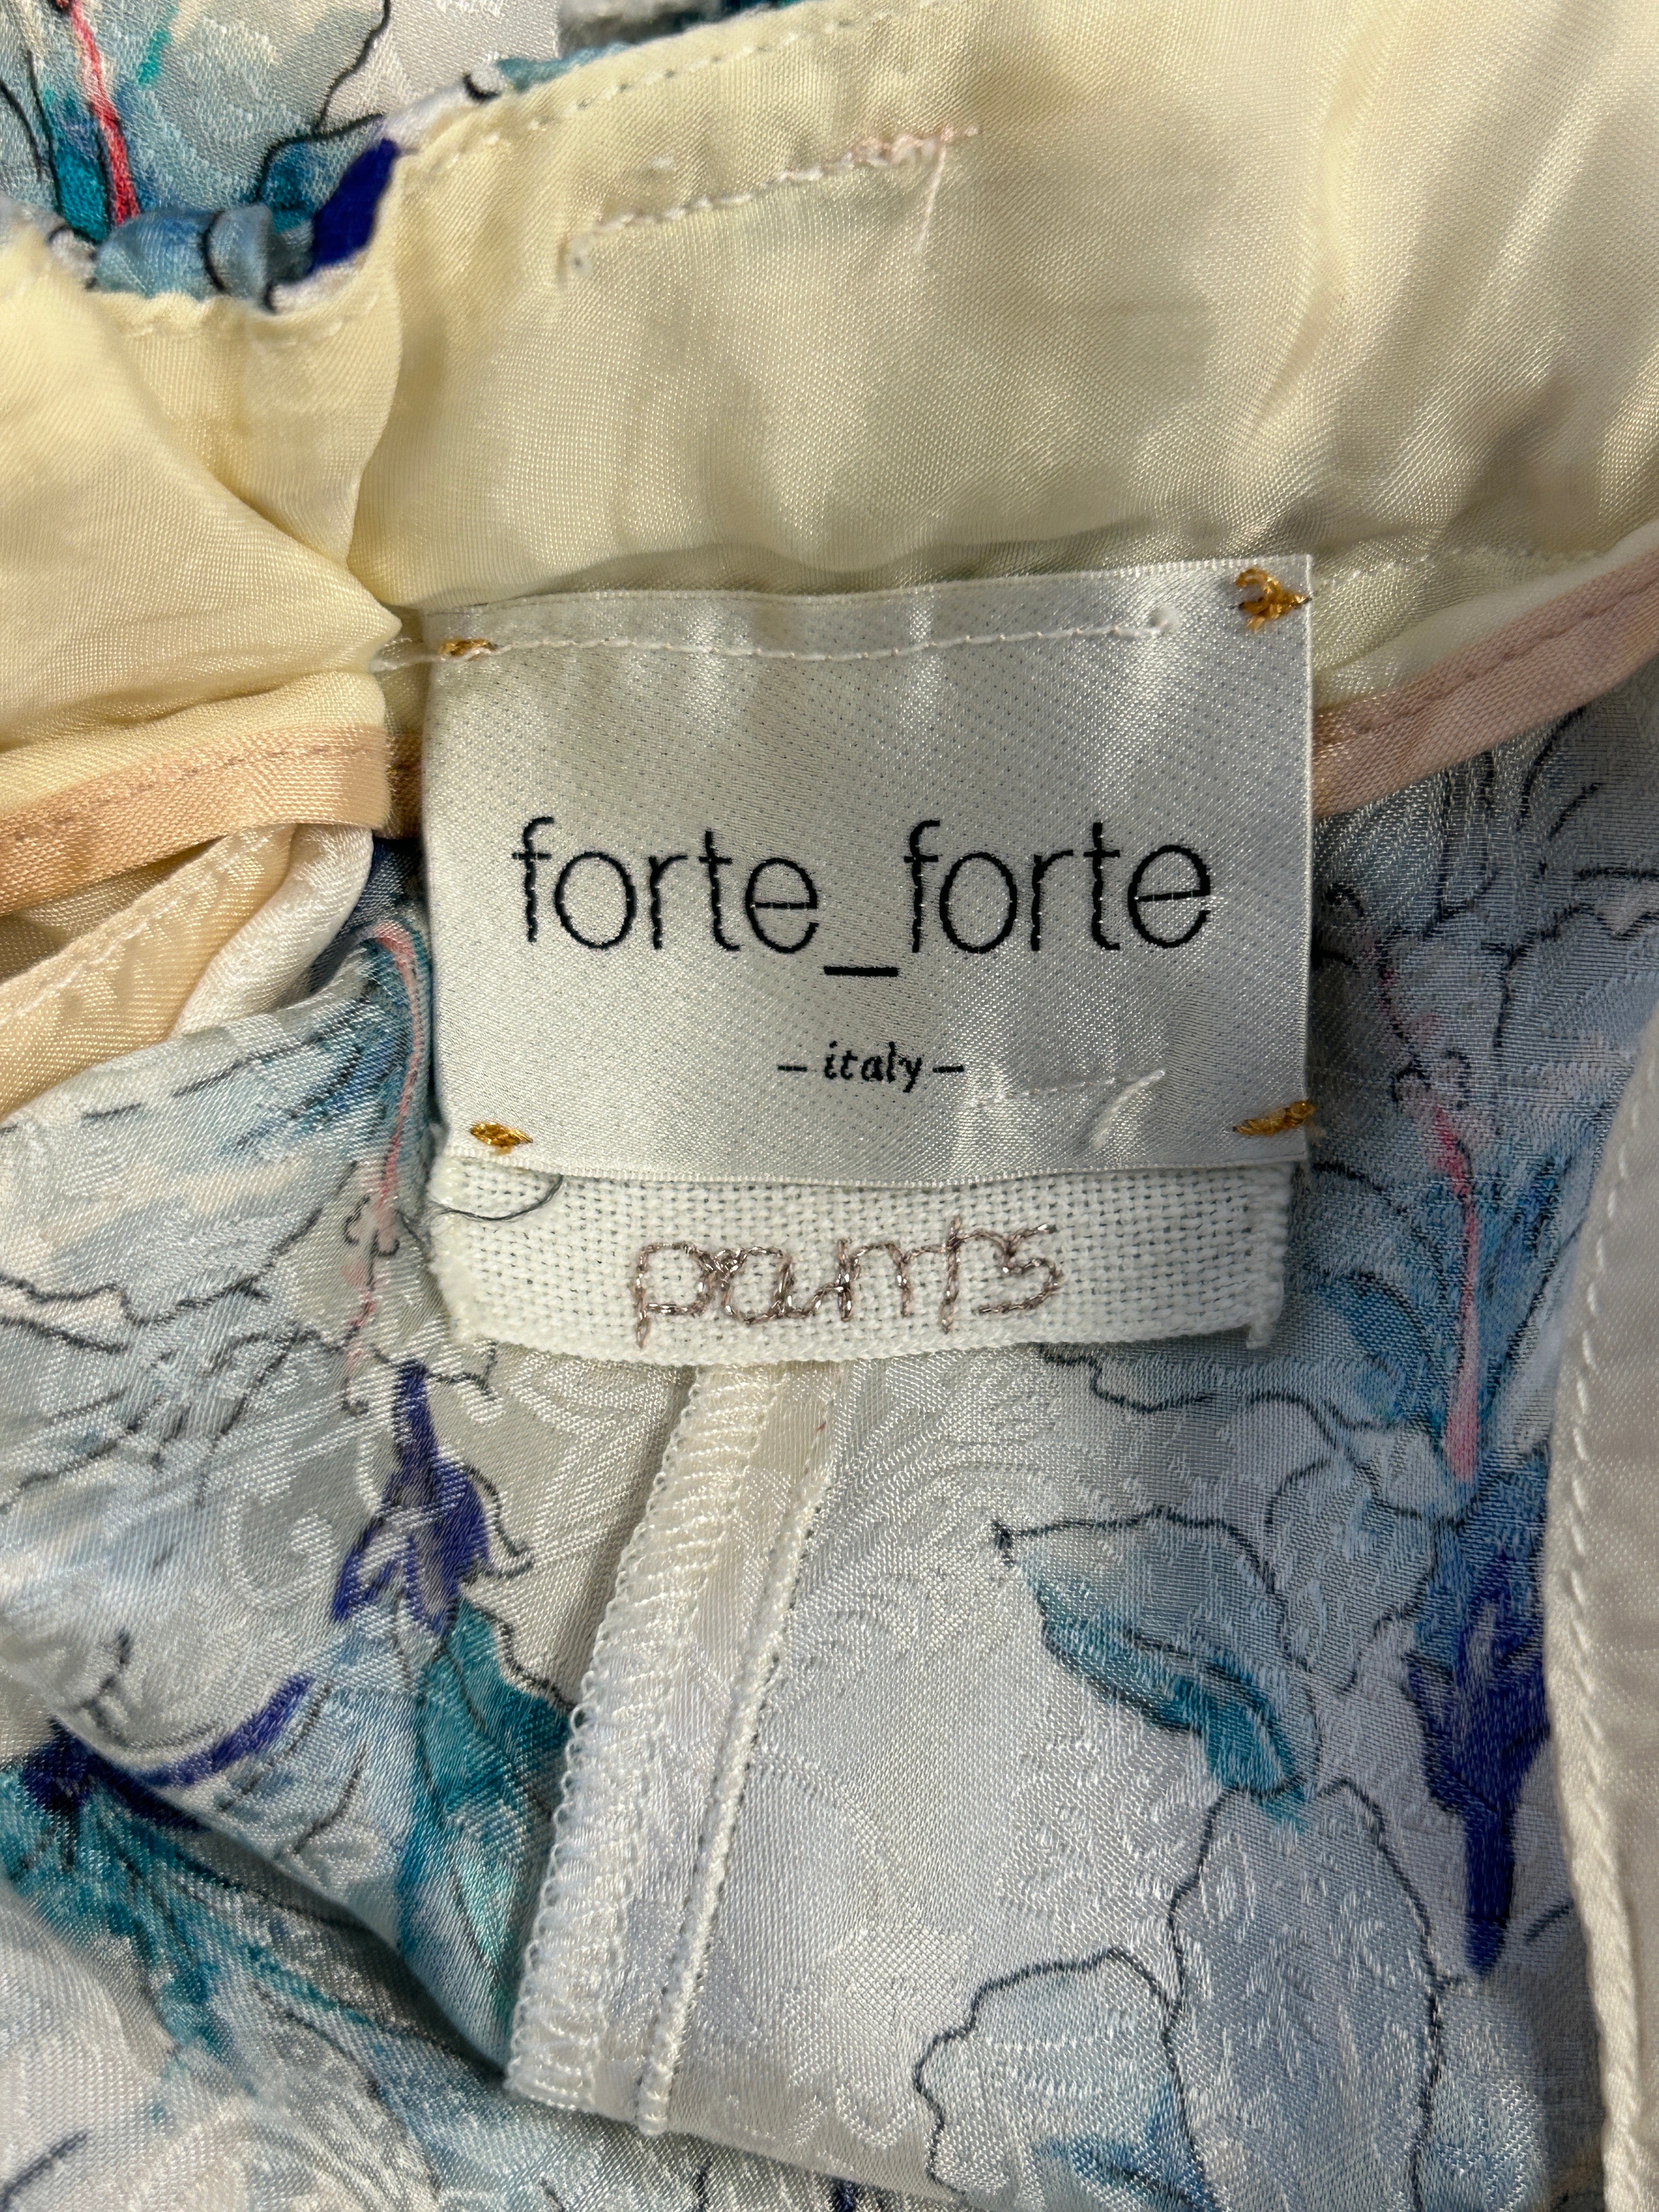 forte_forte
– italy –
pants